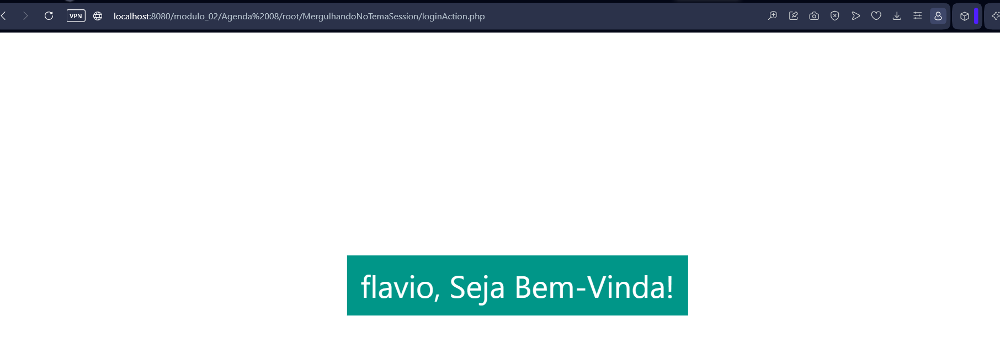 VPN
localhost:8080/modulo_02/Agenda%2008/root/MergulhandoNoTemaSession/loginAction.php
flavio, Seja Bem-Vinda!